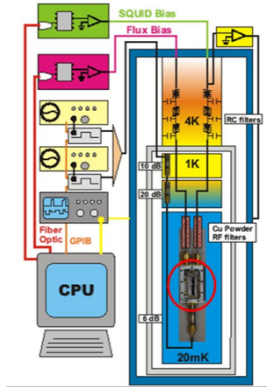 SQUID Bias
Flux Bias
4K
RC filters
1K
10 dB
20 dB
Fiber
Optic
GPIB
Cu Powder
RF filters
CPU
6 dB
20mK